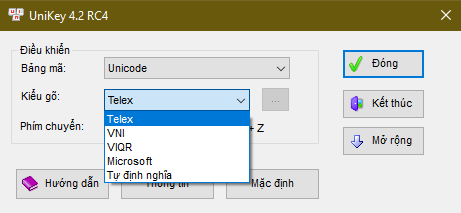 UniKey 4.2 RC4
Điều khiển
Bảng mã:
Unicode
Đóng
Kiểu gõ:
Telex
...
Kết thúc
Telex
Phím chuyển:
+ Z
VNI
VIQR
Mở rộng
Microsoft
Tự định nghĩa
Hướng dẫn
Thông tin
Mặc định